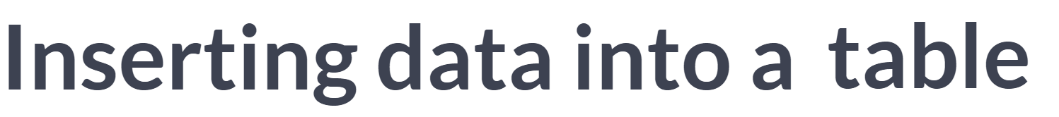 Inserting data into a table